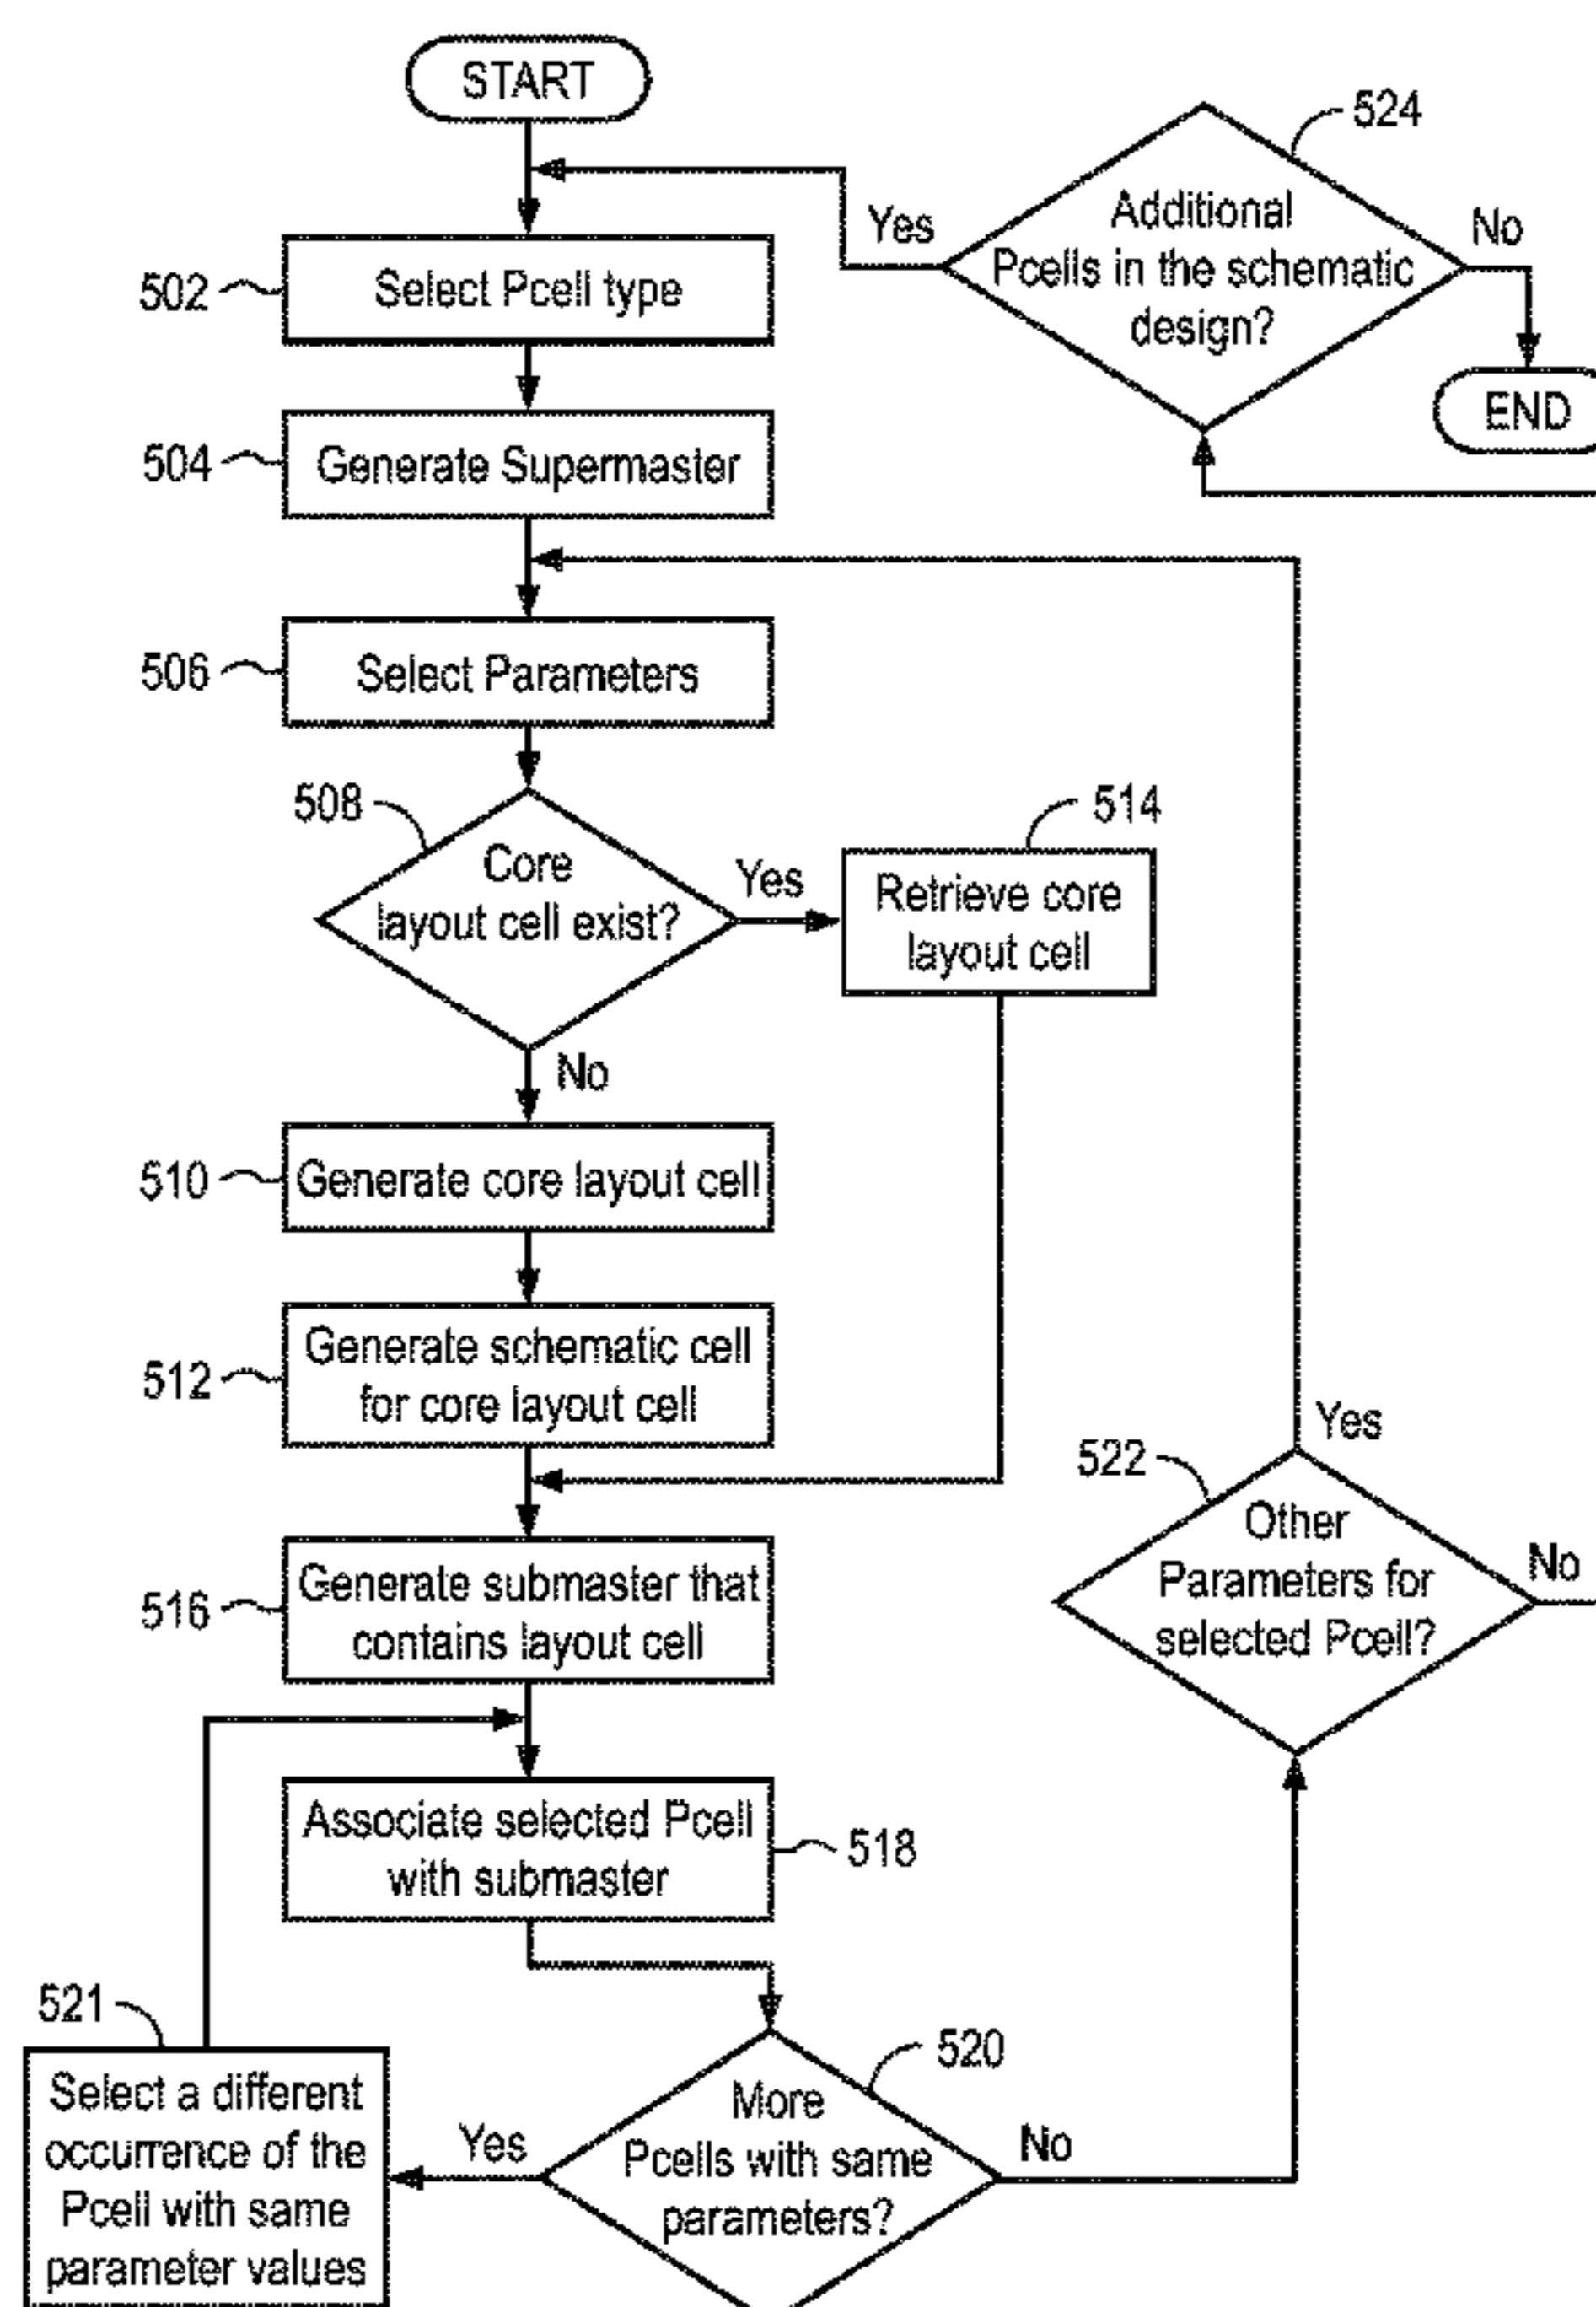 START
502
Select Pcell type
504
Generate Supermaster
506
Select Parameters
508
Core
layout cell exist?
Yes
No
514
Retrieve core
layout cell
510
Generate core layout cell
512
Generate schematic cell
for core layout cell
516
Generate submaster that
contains layout cell
Associate selected Pcell
with submaster
518
520
More
Pcells with same
parameters?
Yes
No
521
Select a different
occurrence of the
Pcell with same
parameter values
522
Other
Parameters for
selected Pcell?
Yes
No
524
Additional
Pcells in the schematic
design?
Yes
No
END